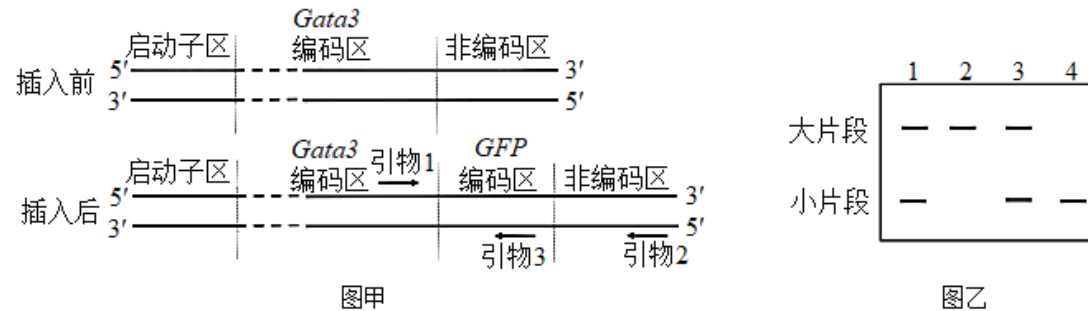 Gata3
启动子区 编码区 非编码区
插入前 5′ 3′
3′ 5′
Gata3 GFP
启动子区 编码区 引物1 编码区 非编码区
插入后 5′ 3′
3′ 5′
引物3 引物2
图甲
1 2 3 4
大片段
小片段
图乙